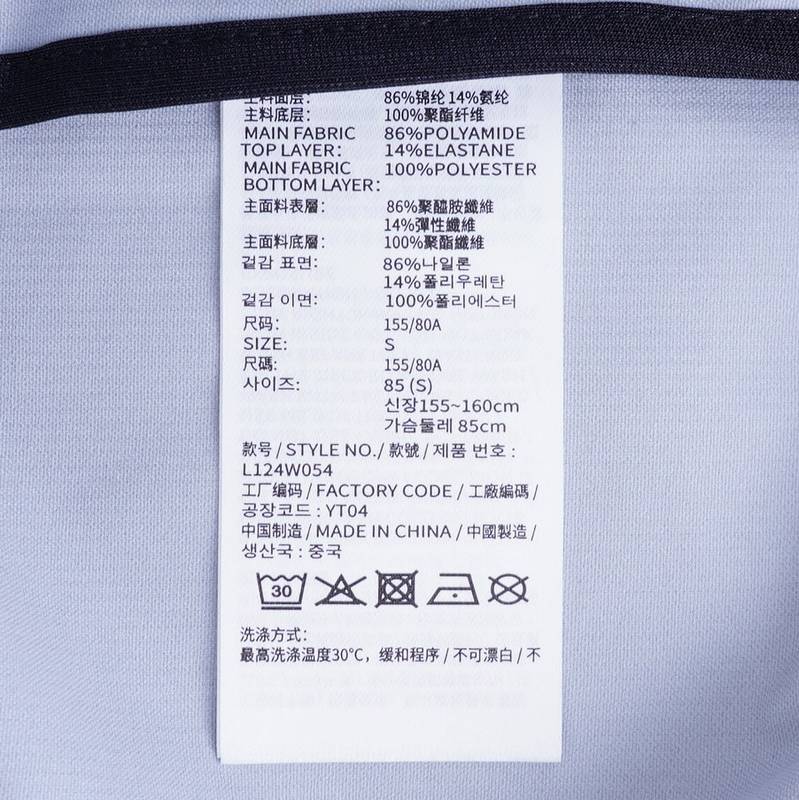 主料面层： 86%锦纶 14%氨纶
主料底层： 100%聚酯纤维
MAIN FABRIC 86%POLYAMIDE
TOP LAYER： 14%ELASTANE
MAIN FABRIC 100%POLYESTER
BOTTOM LAYER：
主面料表層： 86%聚醯胺纖維
14%彈性纖維
主面料底層： 100%聚酯纖維
겉감 표면: 86%나일론
14%폴리우레탄
겉감 이면: 100%폴리에스터
尺码： 155/80A
SIZE: S
尺碼: 155/80A
사이즈: 85 (S)
신장155~160cm
가슴둘레 85cm
款号 / STYLE NO./ 款號 / 제품 번호 :
L124W054
工厂编码 / FACTORY CODE / 工廠編碼 /
공장코드 : YT04
中国制造 / MADE IN CHINA / 中國製造 /
생산국 : 중국
30
洗涤方式:
最高洗涤温度30℃，缓和程序 / 不可漂白 / 不